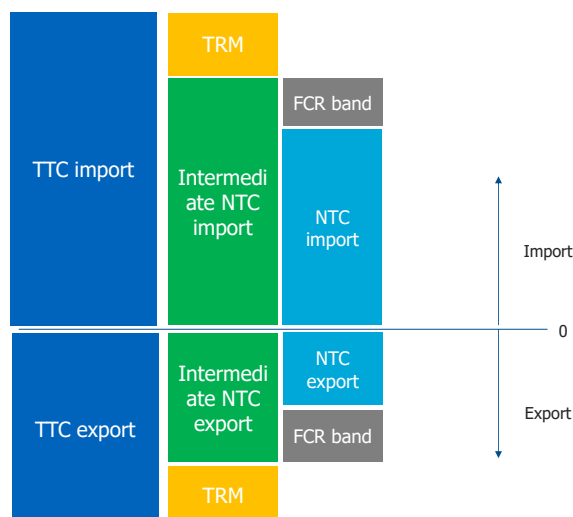 TRM
FCR band
TTC import
Intermedi
ate NTC
import
NTC
import
Import
0
NTC
export
Intermedi
ate NTC
export
TTC export
FCR band
Export
TRM